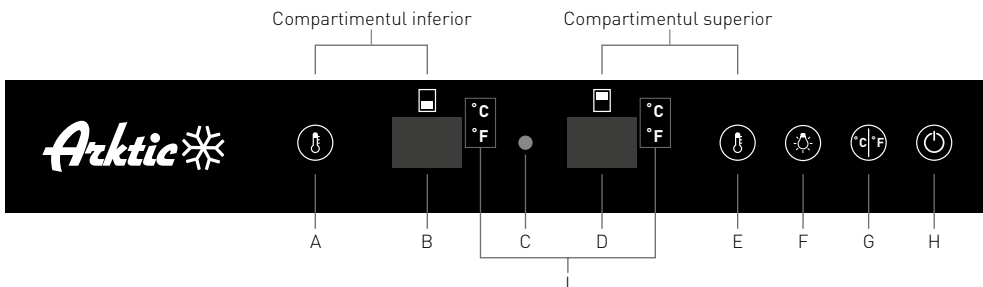 Compartimentul inferior Compartimentul superior
Arktic
°C °C
°F °F °C °F
A B C D E F G H
I